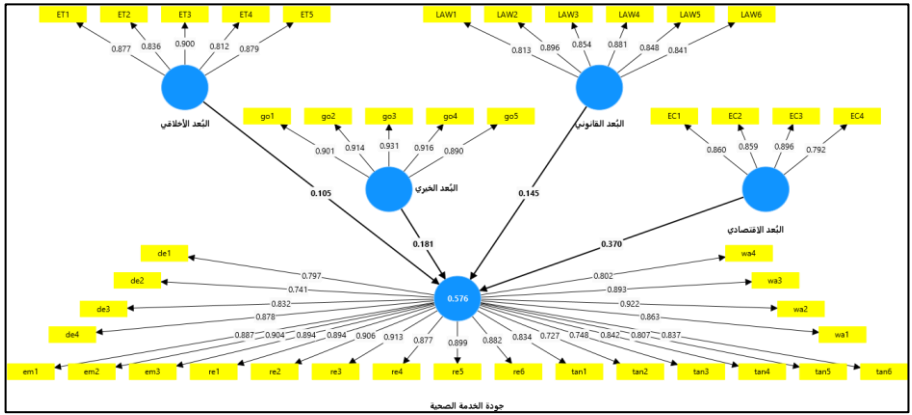 ET1 ET2 ET3 ET4 ET5 LAW1 LAW2 LAW3 LAW4 LAW5 LAW6
0.877 0.836 0.900 0.812 0.879 0.813 0.896 0.854 0.881 0.848 0.841
go1 go2 go3 go4 go5 EC1 EC2 EC3 EC4
البُعد الأخلاقي البُعد القانوني
0.901 0.914 0.931 0.916 0.890 0.860 0.859 0.896 0.792
البُعد الخيري
0.105 0.145
البُعد الاقتصادي
0.181 0.370
de1 wa4
0.797 0.802
de2 wa3
0.741 0.893
0.576
de3 wa2
0.832 0.922
0.878 0.863
de4 wa1
0.887 0.904 0.894 0.894 0.906 0.913 0.877 0.899 0.882 0.834 0.727 0.748 0.842 0.807 0.837
em1 em2 em3 re1 re2 re3 re4 re5 re6 tan1 tan2 tan3 tan4 tan5 tan6
جودة الخدمة الصحية